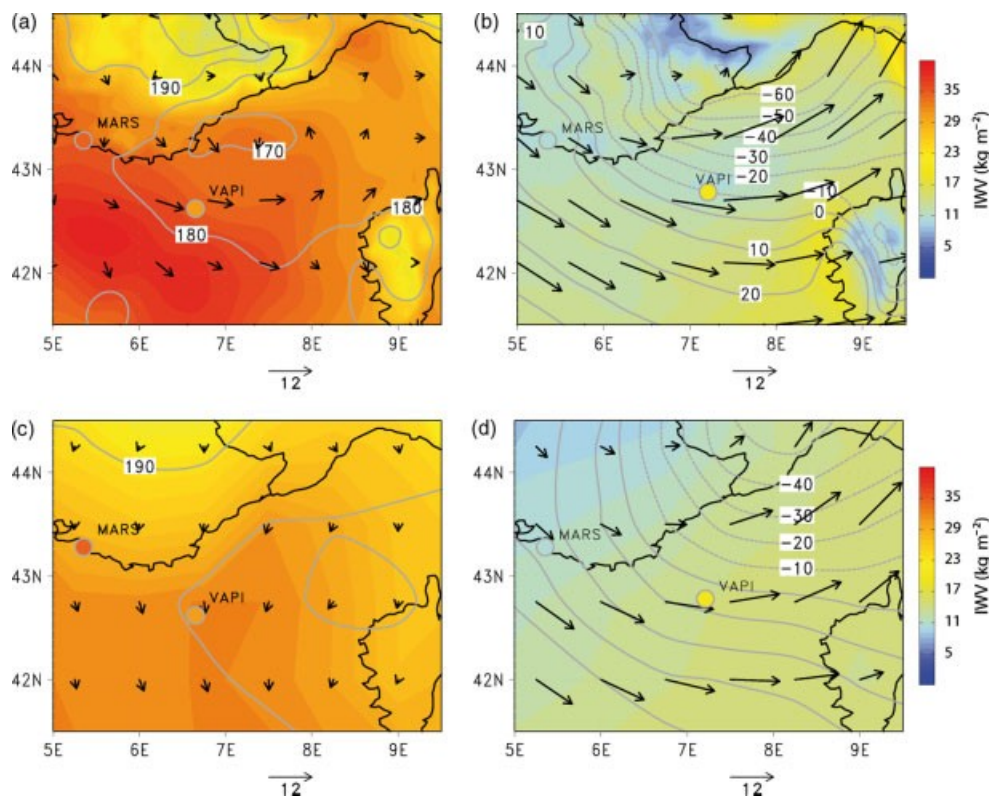 (a)
(b)
44N
43N
42N
190
MARS
170
VAPI
180
180
5E 6E 7E 8E 9E
12
10
-60
-50
-40
-30
-20
-10
0
10
20
MARS
VAPI
5E 6E 7E 8E 9E
12
44N
43N
42N
35
29
23
17
11
5
IWV (kg m⁻²)
(c)
(d)
44N
43N
42N
190
MARS
VAPI
5E 6E 7E 8E 9E
12
-40
-30
-20
-10
MARS
VAPI
5E 6E 7E 8E 9E
12
44N
43N
42N
35
29
23
17
11
5
IWV (kg m⁻²)